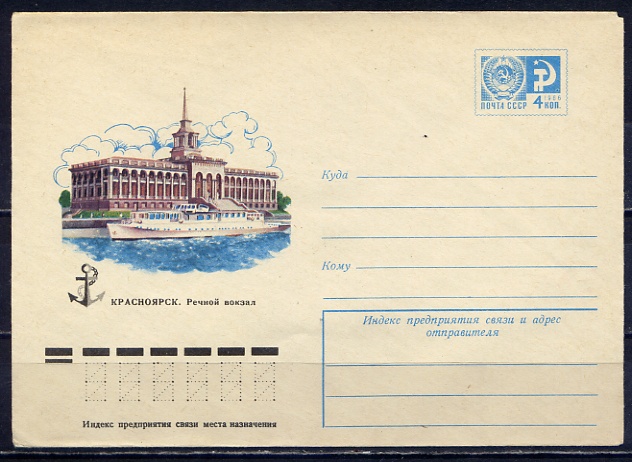 ПОЧТА СССР
1966
4 КОП.
Куда
Кому
КРАСНОЯРСК. Речной вокзал
Индекс предприятия связи и адрес
отправителя
Индекс предприятия связи места назначения